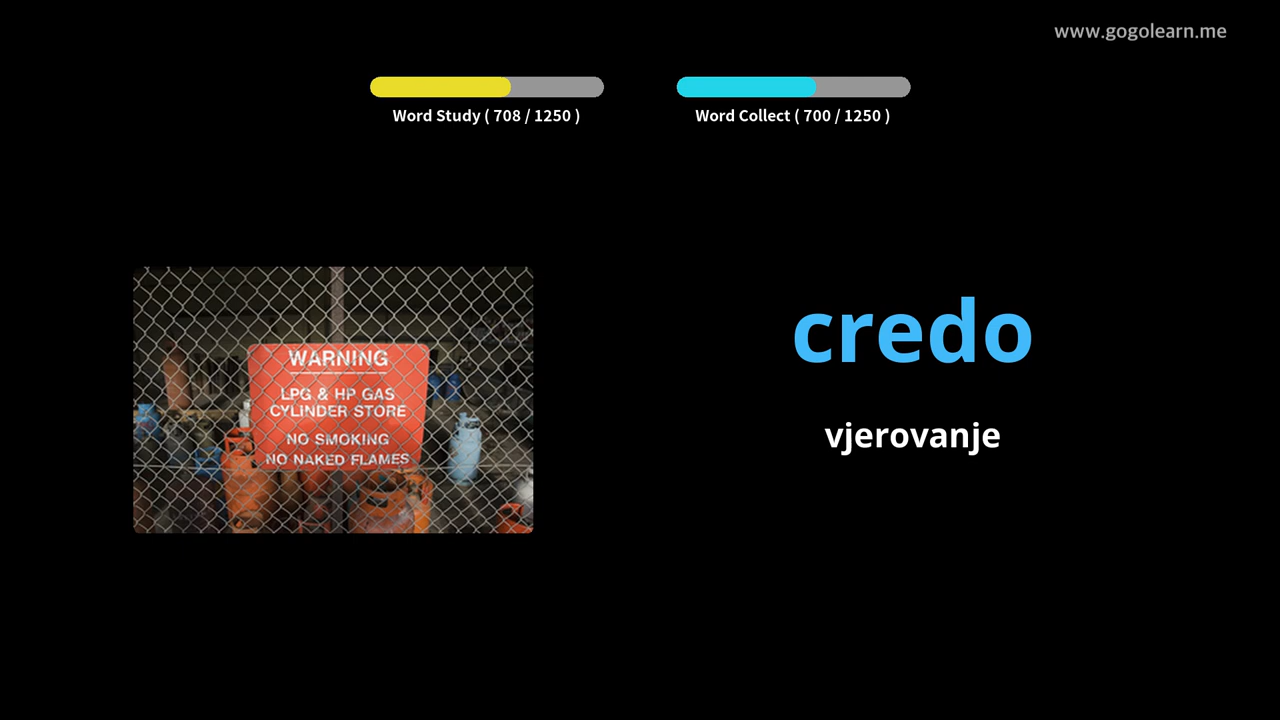 www.gogolearn.me
Word Study ( 708 / 1250 )
Word Collect ( 700 / 1250 )
WARNING
LPG & HP GAS
CYLINDER STORE
NO SMOKING
NO NAKED FLAMES
credo
vjerovanje